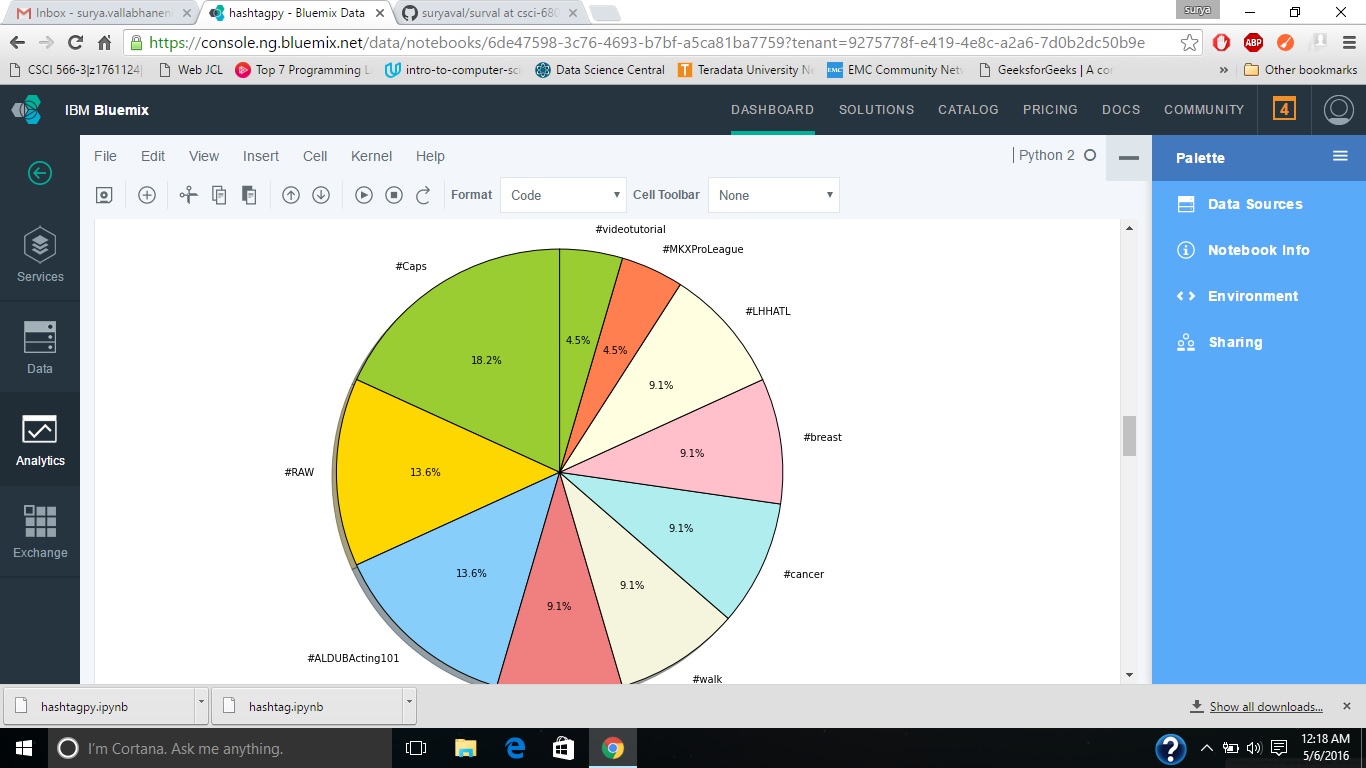 Inbox - surya.vallabhanen
hashtagpy - Bluemix Data
suryaval/surval at csci-680
surya
https://console.ng.bluemix.net/data/notebooks/6de47598-3c76-4693-b7bf-a5ca81ba7759?tenant=9275778f-e419-4e8c-a2a6-7d0b2dc50b9e
ABP
CSCI 566-3|z1761124|
Web JCL
Top 7 Programming L
intro-to-computer-sci
Data Science Central
Teradata University Ne
EMC Community Net
GeeksforGeeks | A cor
»
Other bookmarks
IBM Bluemix
DASHBOARD
SOLUTIONS
CATALOG
PRICING
DOCS
COMMUNITY
4
File
Edit
View
Insert
Cell
Kernel
Help
| Python 2
Format
Code
Cell Toolbar
None
Services
Data
Analytics
Exchange
Palette
Data Sources
Notebook Info
Environment
Sharing
#videotutorial
#MKXProLeague
#Caps
#LHHATL
4.5%
4.5%
18.2%
9.1%
#breast
9.1%
#RAW
13.6%
9.1%
13.6%
#cancer
9.1%
9.1%
#ALDUBActing101
#walk
hashtagpy.ipynb
hashtag.ipynb
Show all downloads...
I'm Cortana. Ask me anything.
12:18 AM
5/6/2016